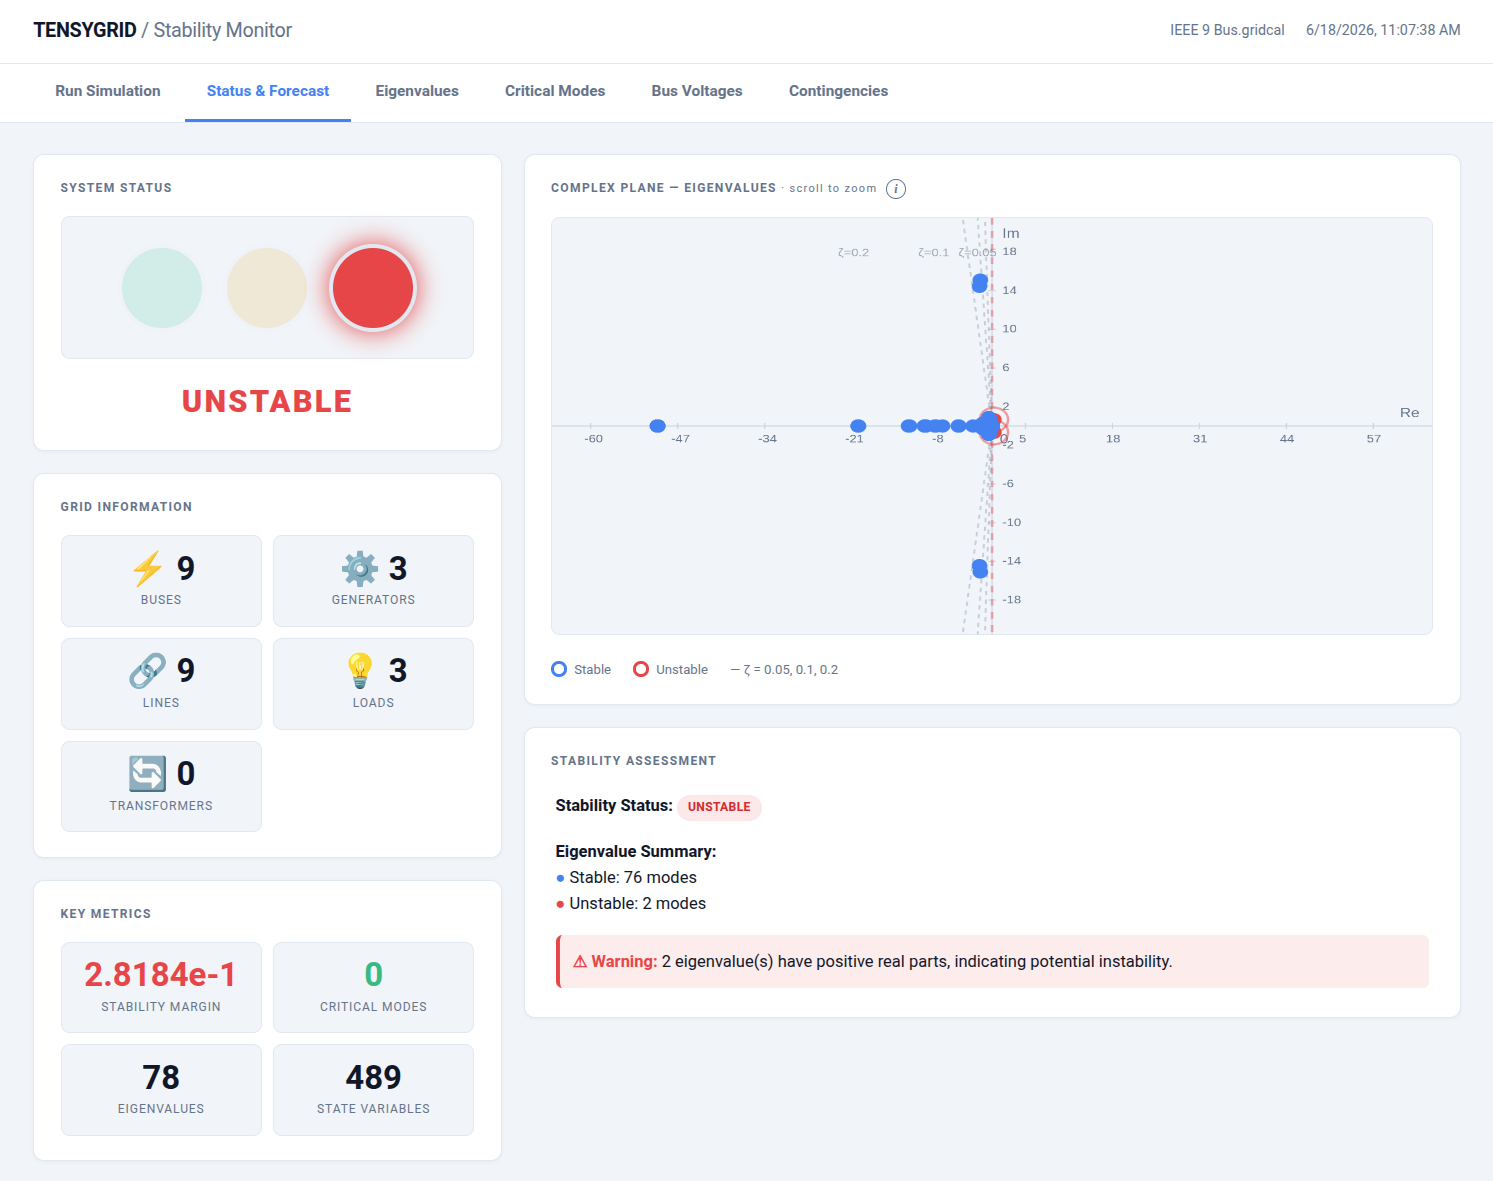 TENSYGRID / Stability Monitor
IEEE 9 Bus.gridcal 6/18/2026, 11:07:38 AM
Run Simulation Status & Forecast Eigenvalues Critical Modes Bus Voltages Contingencies
SYSTEM STATUS
UNSTABLE
GRID INFORMATION
9
BUSES
3
GENERATORS
9
LINES
3
LOADS
0
TRANSFORMERS
KEY METRICS
2.8184e-1
STABILITY MARGIN
0
CRITICAL MODES
78
EIGENVALUES
489
STATE VARIABLES
COMPLEX PLANE — EIGENVALUES · scroll to zoom i
Im
ζ=0.2 ζ=0.1 ζ=0.05 18
14
10
6
2
Re
-60 -47 -34 -21 -8 0 5 18 31 44 57
-2
-6
-10
-14
-18
Stable Unstable — ζ = 0.05, 0.1, 0.2
STABILITY ASSESSMENT
Stability Status: UNSTABLE
Eigenvalue Summary:
● Stable: 76 modes
● Unstable: 2 modes
⚠ Warning: 2 eigenvalue(s) have positive real parts, indicating potential instability.